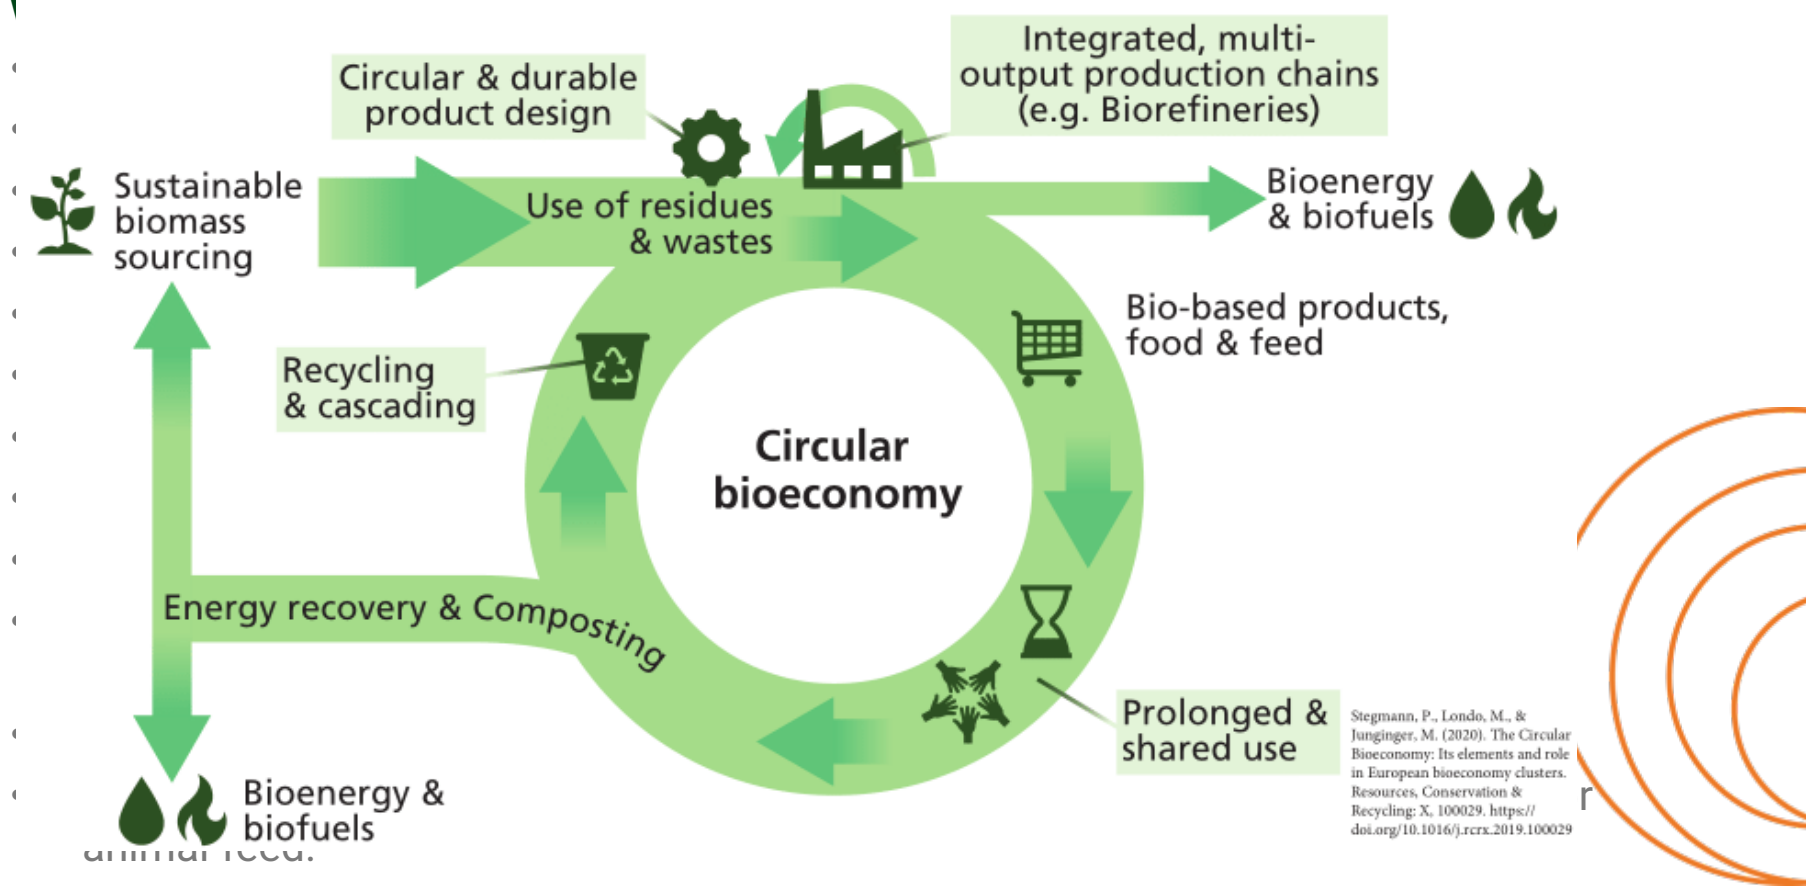 Integrated, multi-
output production chains
(e.g. Biorefineries)
Circular & durable
product design
Sustainable
biomass
sourcing
Use of residues
& wastes
Bioenergy
& biofuels
Bio-based products,
food & feed
Recycling
& cascading
Circular
bioeconomy
Energy recovery & Composting
Prolonged &
shared use
Stegmann, P., Londo, M., &
Junginger, M. (2020). The Circular
Bioeconomy: Its elements and role
in European bioeconomy clusters.
Resources, Conservation &
Recycling: X, 100029. https://
doi.org/10.1016/j.rcrx.2019.100029
r
Bioenergy &
biofuels
animal feed.